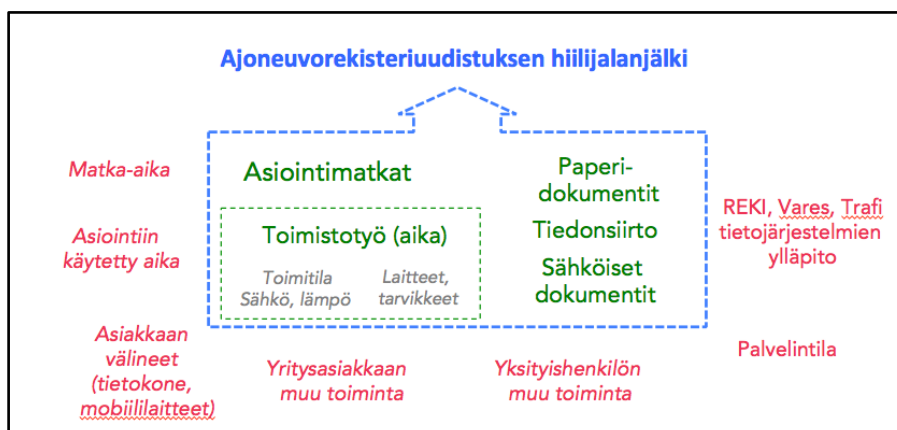 Ajoneuvorekisteriuudistuksen hiilijalanjälki
Matka-aika
Asiointiin
käytetty aika
Asiointimatkat
Toimistotyö (aika)
Toimitila
Sähkö, lämpö
Laitteet,
tarvikkeet
Paperi-
dokumentit
Tiedonsiirto
Sähköiset
dokumentit
REKI, Vares, Trafi
tietojärjestelmien
ylläpito
Asiakkaan
välineet
(tietokone,
mobiililaitteet)
Yritysasiakkaan
muu toiminta
Yksityishenkilön
muu toiminta
Palvelintila